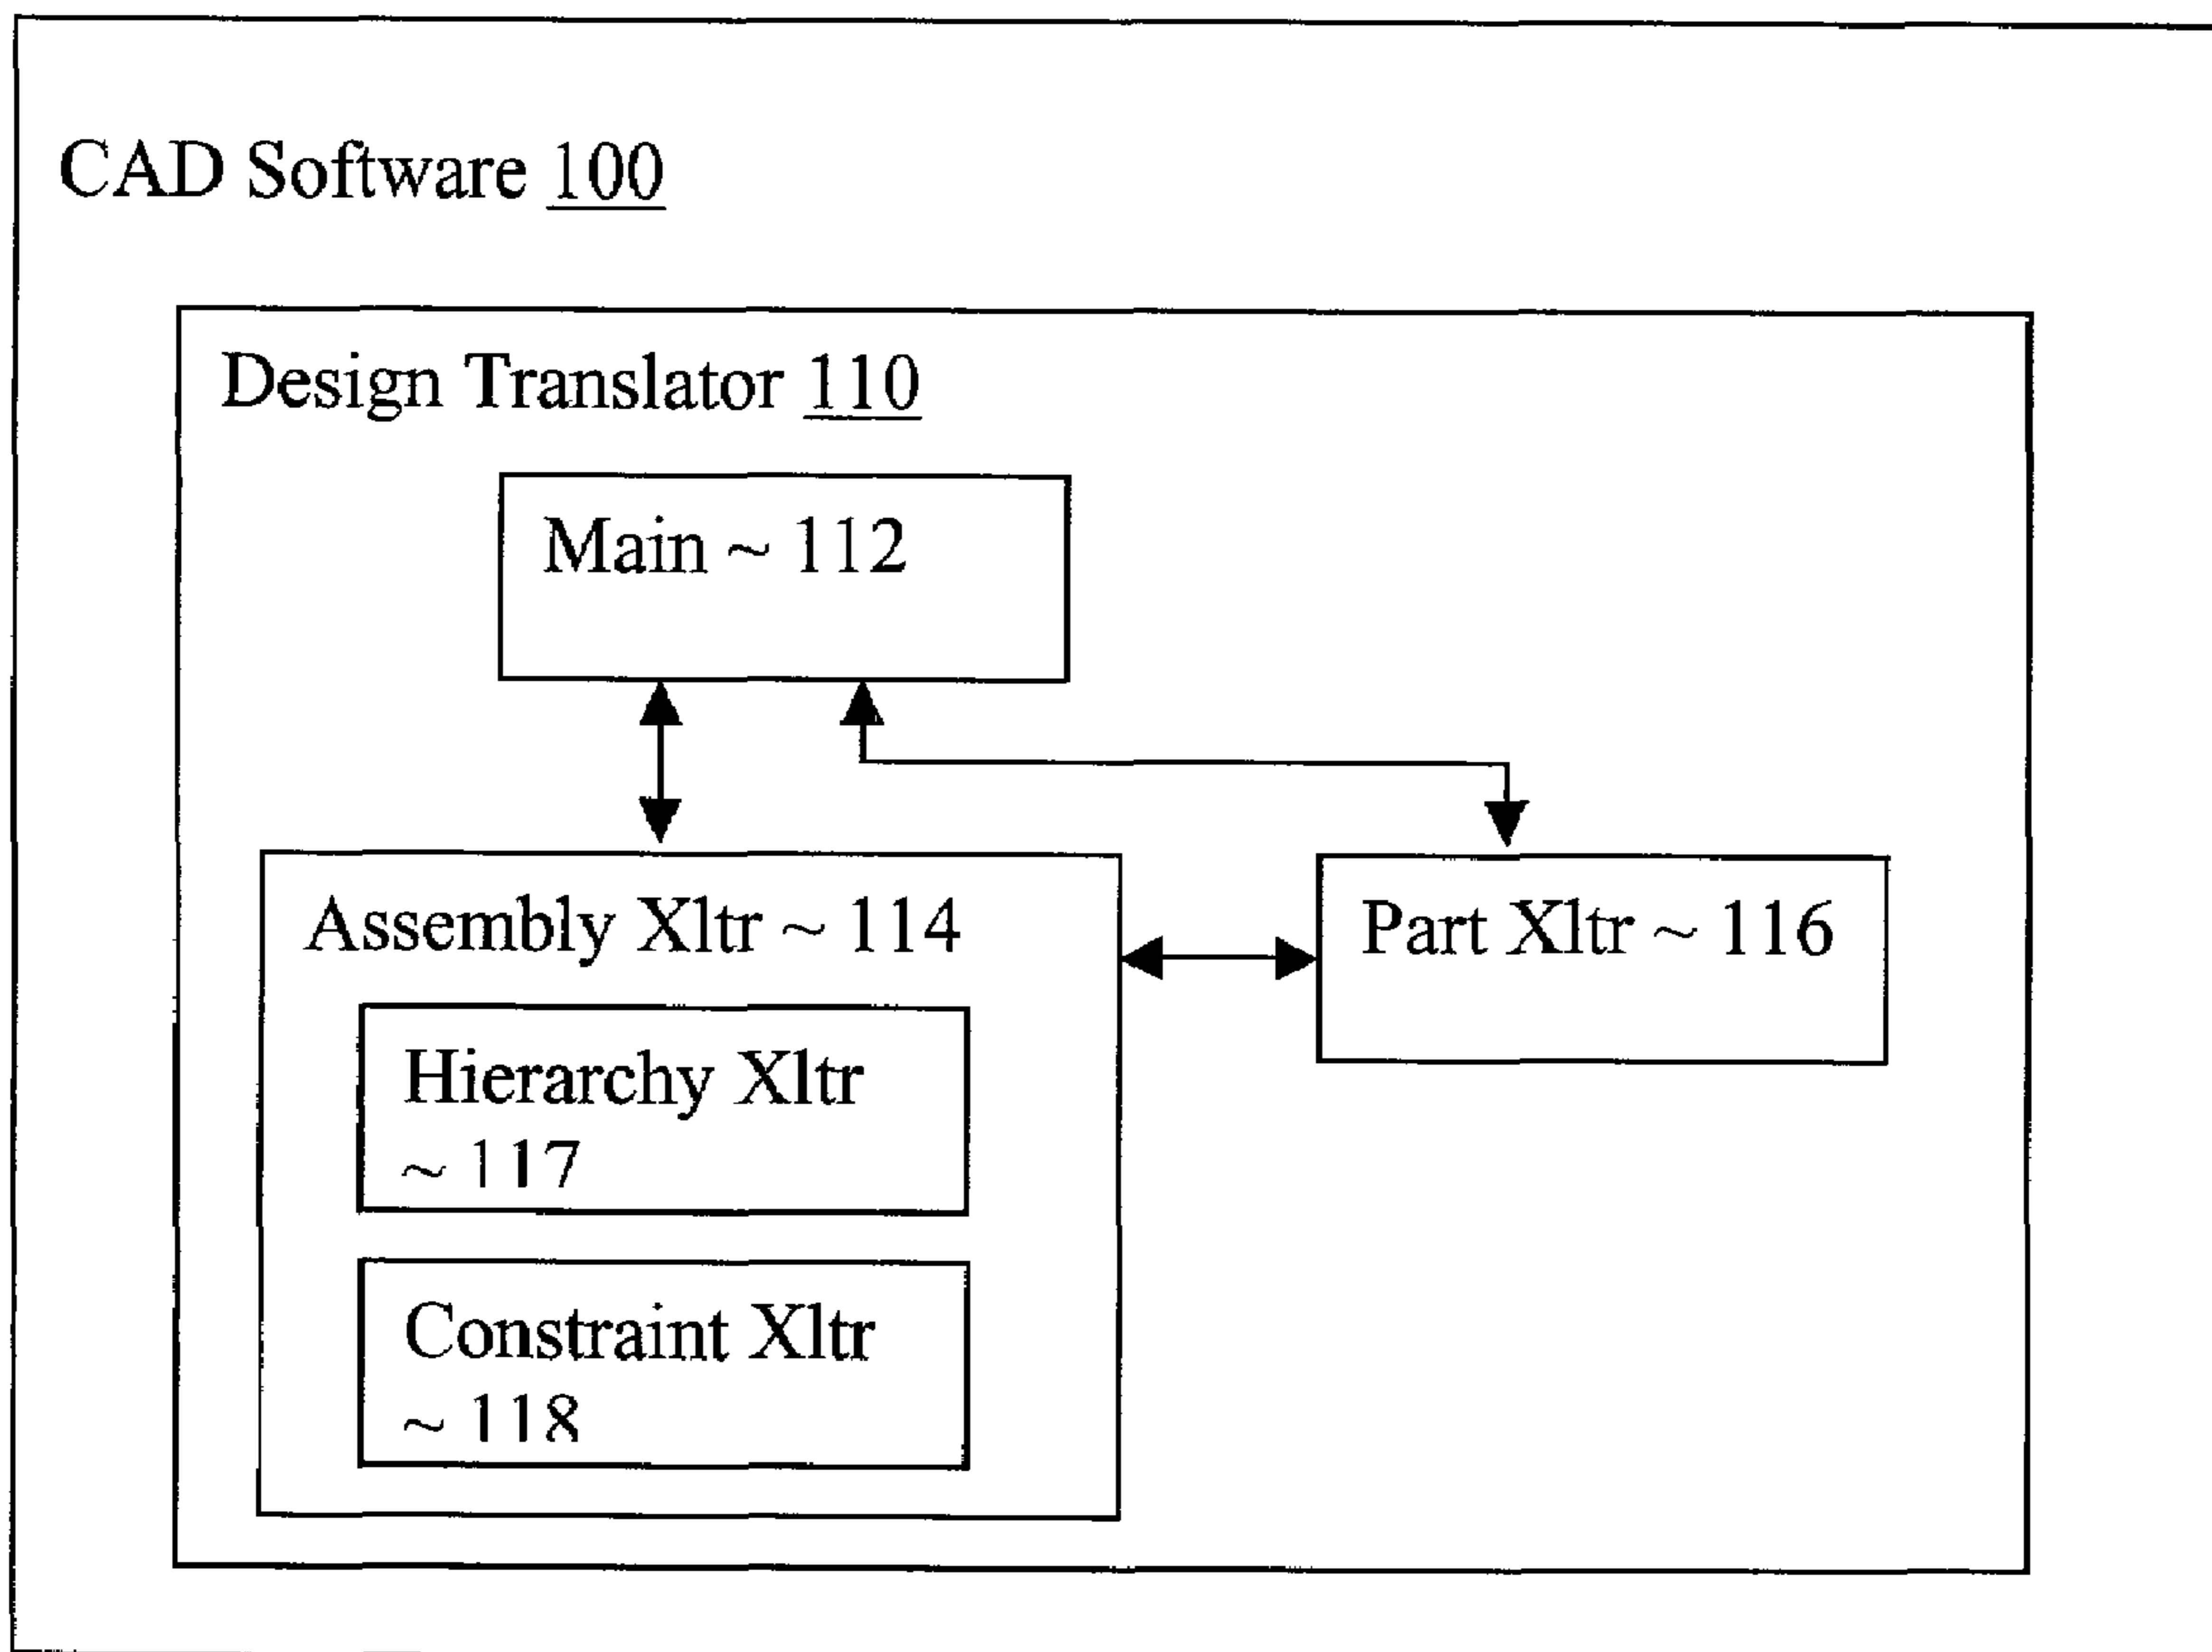 CAD Software 100
Design Translator 110
Main ~ 112
Assembly Xltr ~ 114
Part Xltr ~ 116
Hierarchy Xltr
~ 117
Constraint Xltr
~ 118